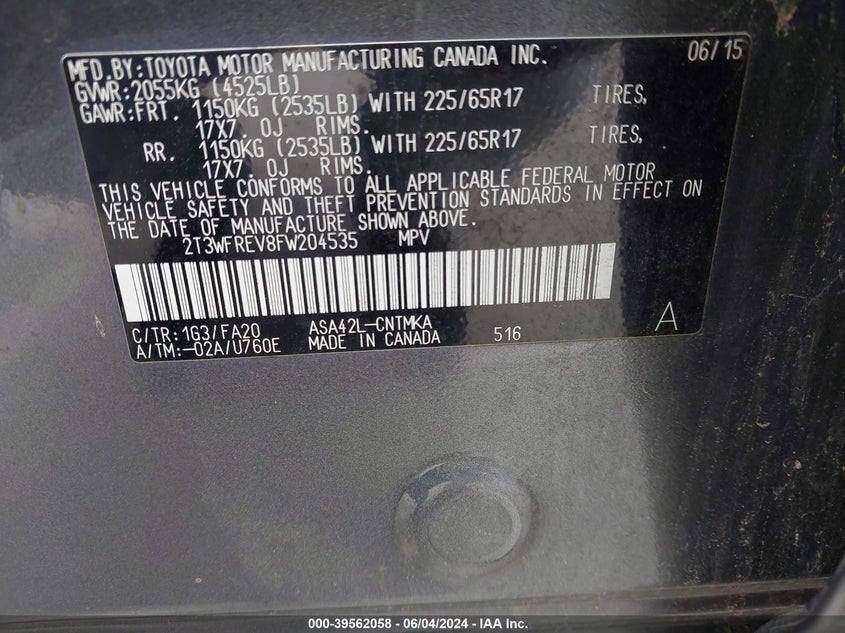 MFD.BY:TOYOTA MOTOR MANUFACTURING CANADA INC. 06/15
GVWR:2055KG (4525LB)
GAWR:FRT. 1150KG (2535LB) WITH 225/65R17 TIRES,
17X7.0J RIMS.
RR. 1150KG (2535LB) WITH 225/65R17 TIRES,
17X7.0J RIMS.
THIS VEHICLE CONFORMS TO ALL APPLICABLE FEDERAL MOTOR
VEHICLE SAFETY AND THEFT PREVENTION STANDARDS IN EFFECT ON
THE DATE OF MANUFACTURE SHOWN ABOVE.
2T3WFREV8FW204535 MPV
C/TR:1G3/FA20 ASA42L-CNTMKA 516 A
A/TM:-02A/U760E MADE IN CANADA
000-39562058 - 06/04/2024 - IAA Inc.